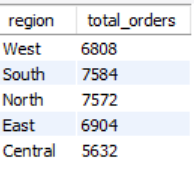 region total_orders
West 6808
South 7584
North 7572
East 6904
Central 5632